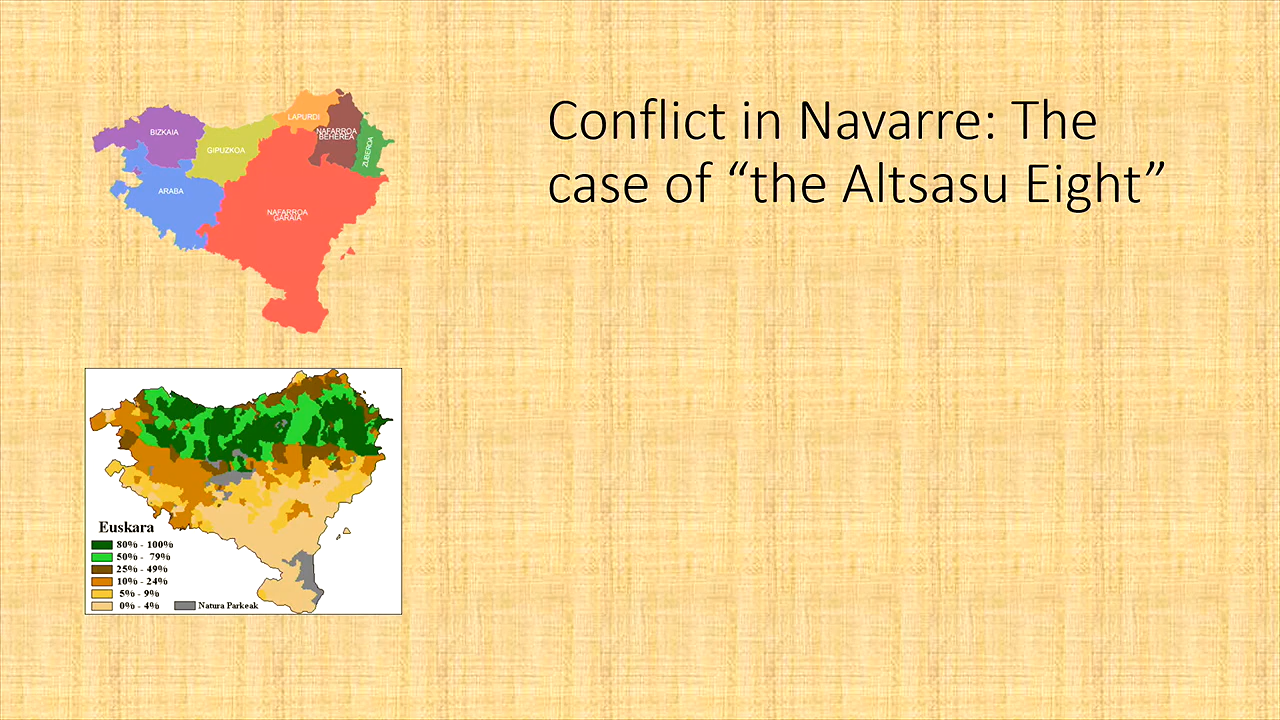 Conflict in Navarre: The
case of “the Altsasu Eight”
LAPURDI
BIZKAIA
NAFARROA
BEHEREA
GIPUZKOA
ZUBEROA
ARABA
NAFARROA
GARAIA
Euskara
80% - 100%
50% - 79%
25% - 49%
10% - 24%
5% - 9%
0% - 4%
Natura Parkeak